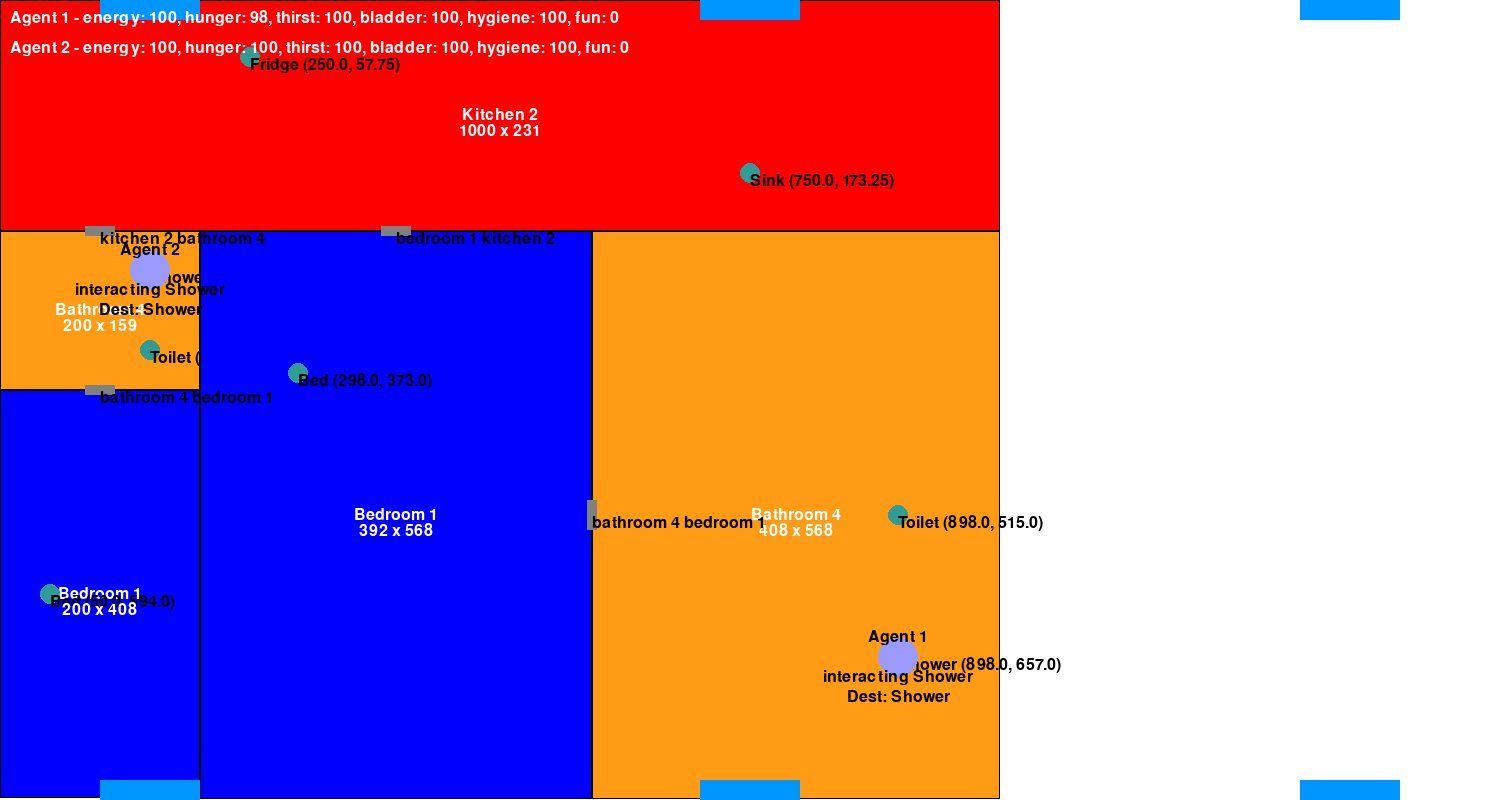 Agent 1 - energy: 100, hunger: 98, thirst: 100, bladder: 100, hygiene: 100, fun: 0
Agent 2 - energy: 100, hunger: 100, thirst: 100, bladder: 100, hygiene: 100, fun: 0
Fridge (250.0, 57.75)
Kitchen 2
1000 x 231
Sink (750.0, 173.25)
kitchen 2 bathroom 4
bedroom 1 kitchen 2
Agent 2
interacting Shower
Dest: Shower
Bathroom 4
200 x 159
Toilet (
Bed (298.0, 373.0)
bathroom 4 bedroom 1
Bedroom 1
392 x 568
bathroom 4 bedroom 1
Bathroom 4
408 x 568
Toilet (898.0, 515.0)
Bedroom 1
200 x 408
Agent 1
(898.0, 657.0)
interacting Shower
Dest: Shower